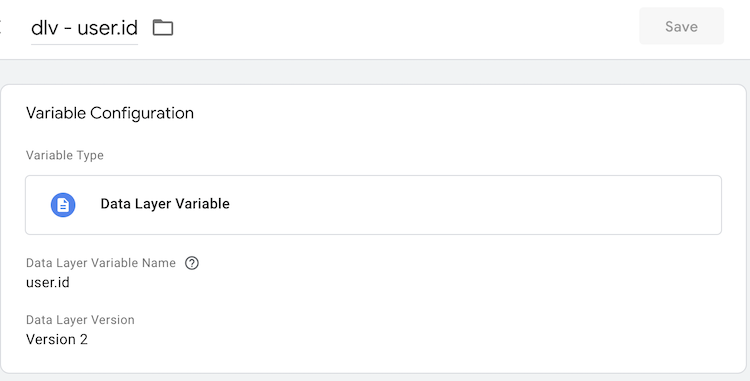 dlv - user.id
Save
Variable Configuration
Variable Type
Data Layer Variable
Data Layer Variable Name ?
user.id
Data Layer Version
Version 2